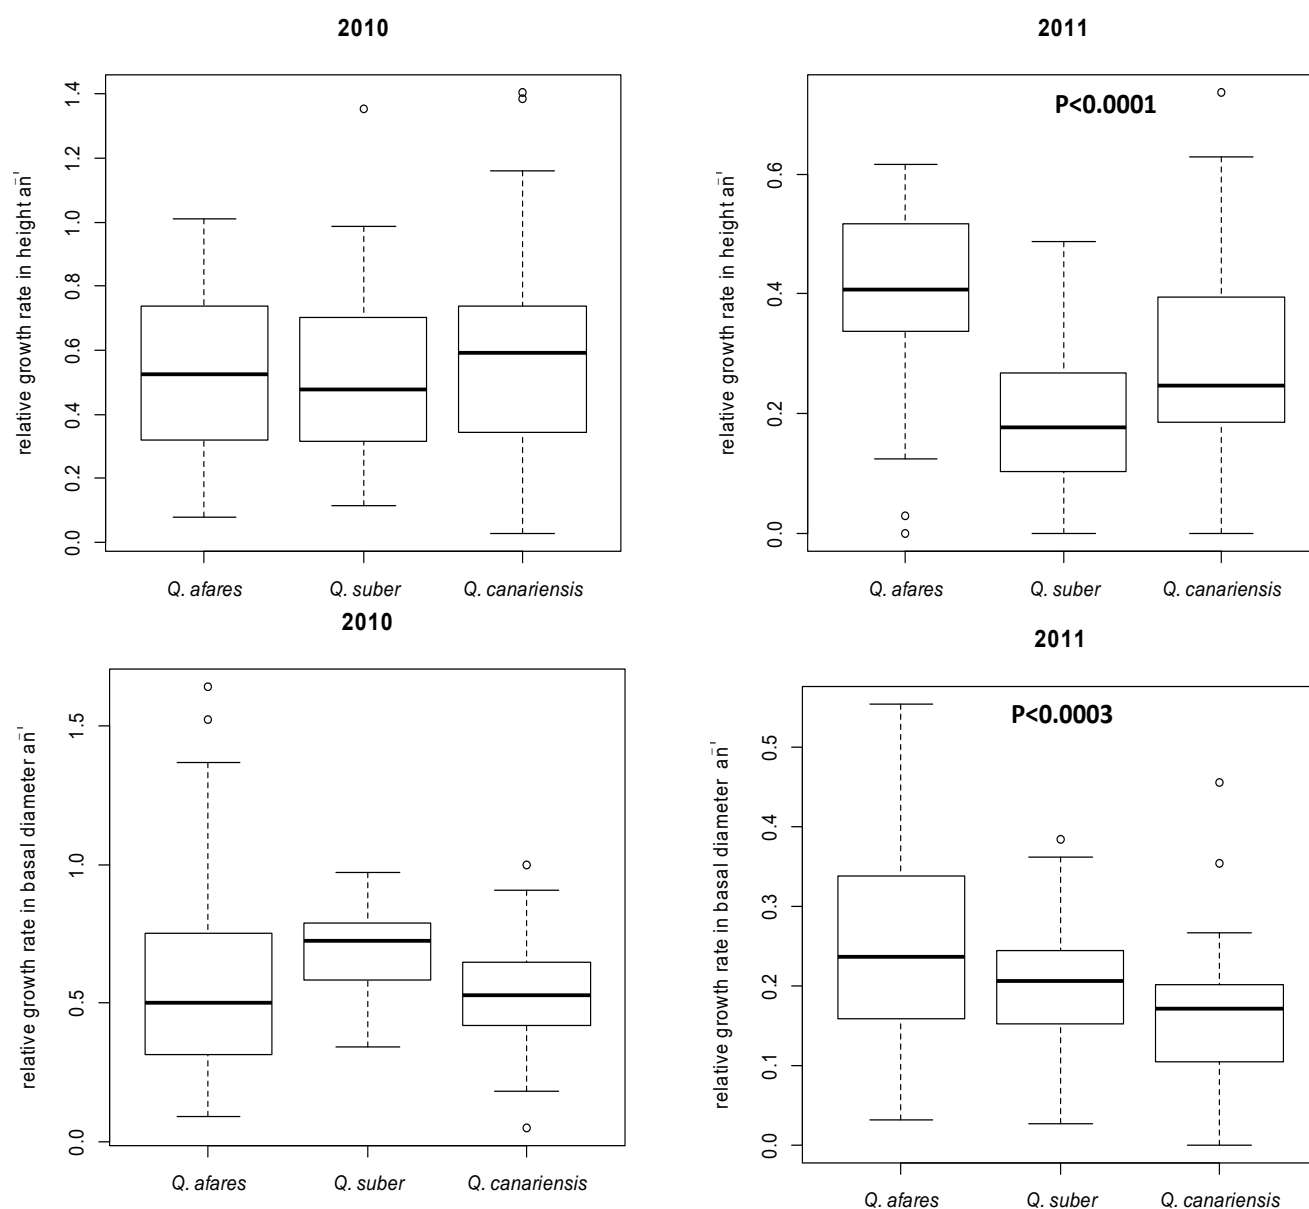 2010
relative growth rate in height an⁻¹
1.4
1.2
1.0
0.8
0.6
0.4
0.2
0.0
Q. afares Q. suber Q. canariensis
2011
P<0.0001
relative growth rate in height an⁻¹
0.6
0.4
0.2
0.0
Q. afares Q. suber Q. canariensis
2010
relative growth rate in basal diameter an⁻¹
1.5
1.0
0.5
0.0
Q. afares Q. suber Q. canariensis
2011
P<0.0003
relative growth rate in basal diameter an⁻¹
0.5
0.4
0.3
0.2
0.1
0.0
Q. afares Q. suber Q. canariensis